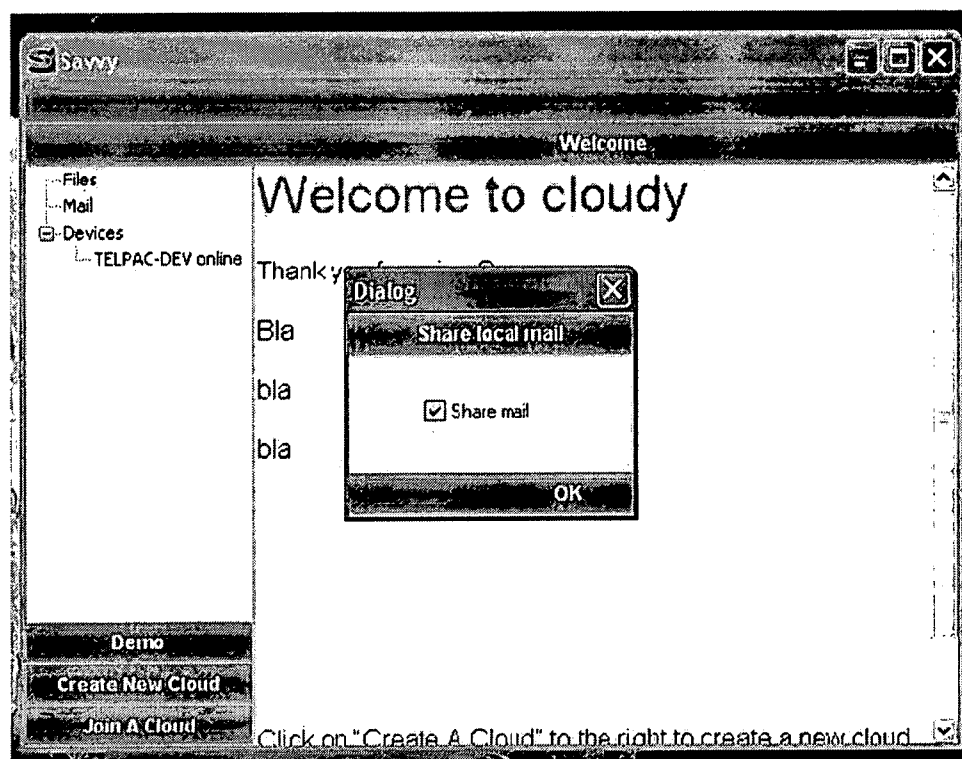 Savvy
Welcome
Files
Mail
Devices
TELPAC-DEV online
Demo
Create New Cloud
Join A Cloud
Welcome to cloudy
Thank
Bla
bla
bla
Click on "Create A Cloud" to the right to create a new cloud
Dialog
Share local mail
Share mail
OK